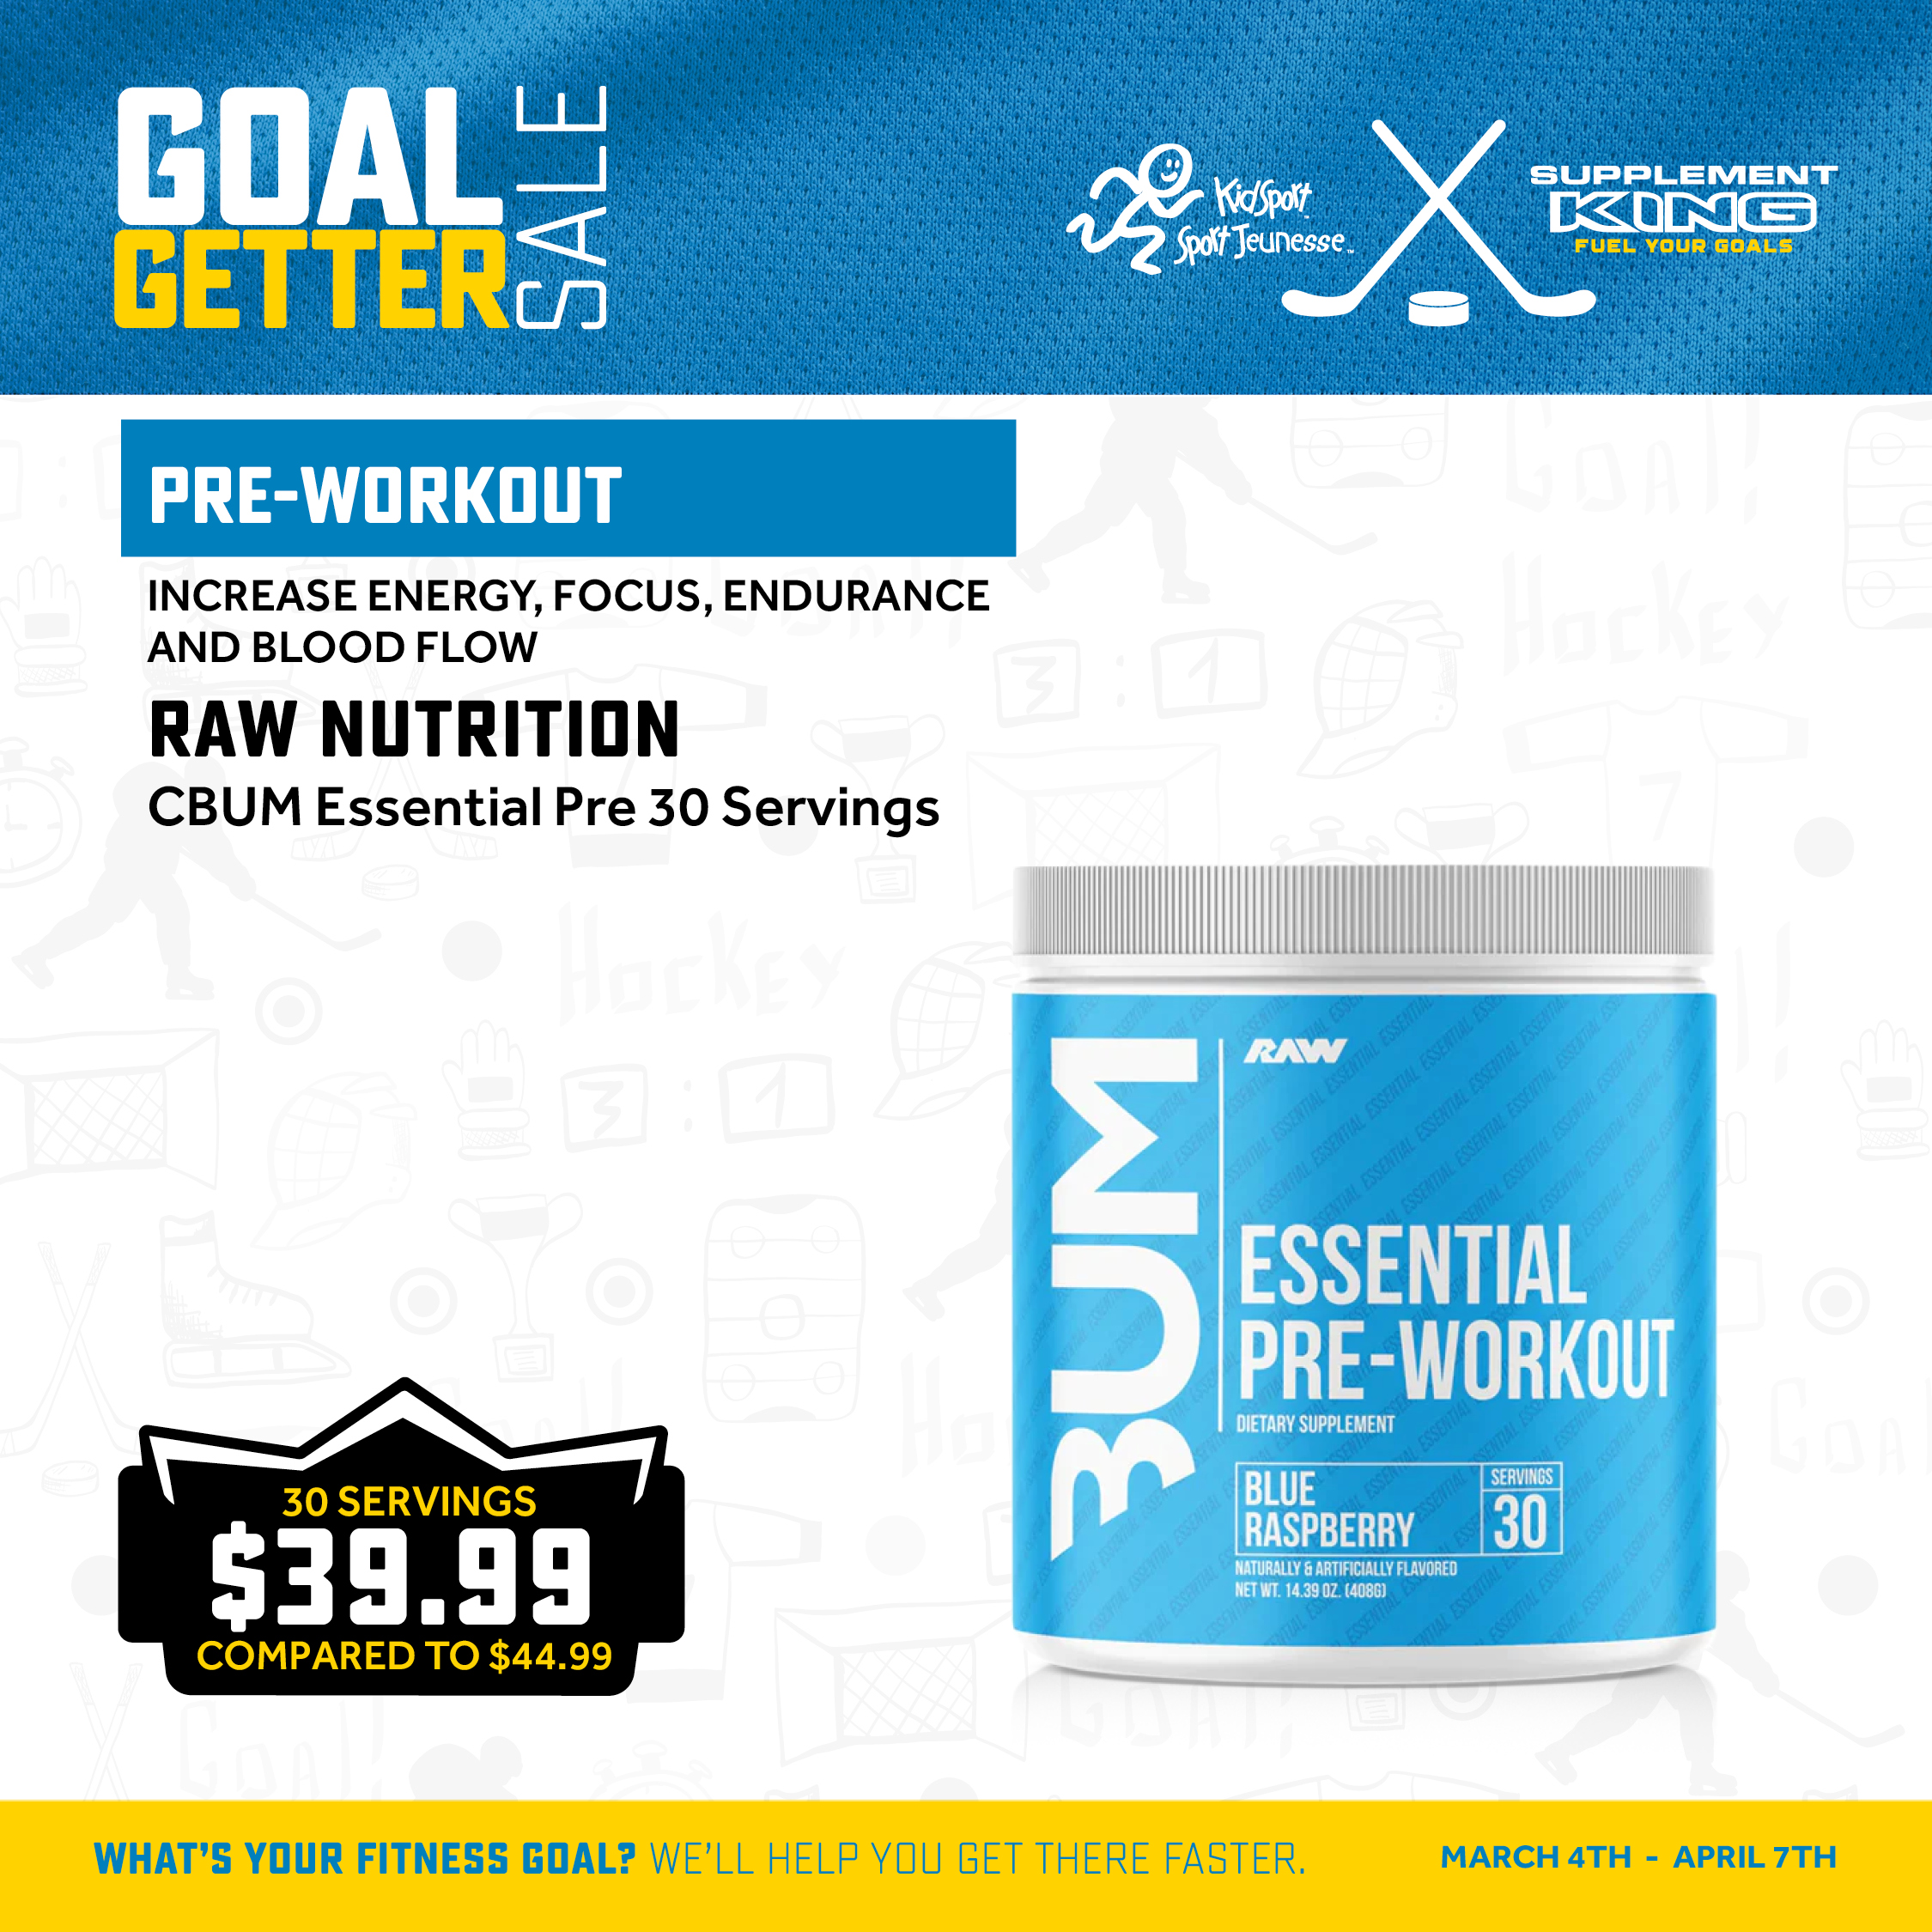 GOAL
GETTER
SALE
KidSport™
Sport Jeunesse™
SUPPLEMENT
KING
FUEL YOUR GOALS
PRE-WORKOUT
INCREASE ENERGY, FOCUS, ENDURANCE
AND BLOOD FLOW
RAW NUTRITION
CBUM Essential Pre 30 Servings
BUM
RAW
ESSENTIAL
PRE-WORKOUT
DIETARY SUPPLEMENT
BLUE
RASPBERRY
SERVINGS
30
NATURALLY & ARTIFICIALLY FLAVORED
NET WT. 14.39 OZ. (408G)
30 SERVINGS
$39.99
COMPARED TO $44.99
WHAT'S YOUR FITNESS GOAL? WE'LL HELP YOU GET THERE FASTER.
MARCH 4TH - APRIL 7TH